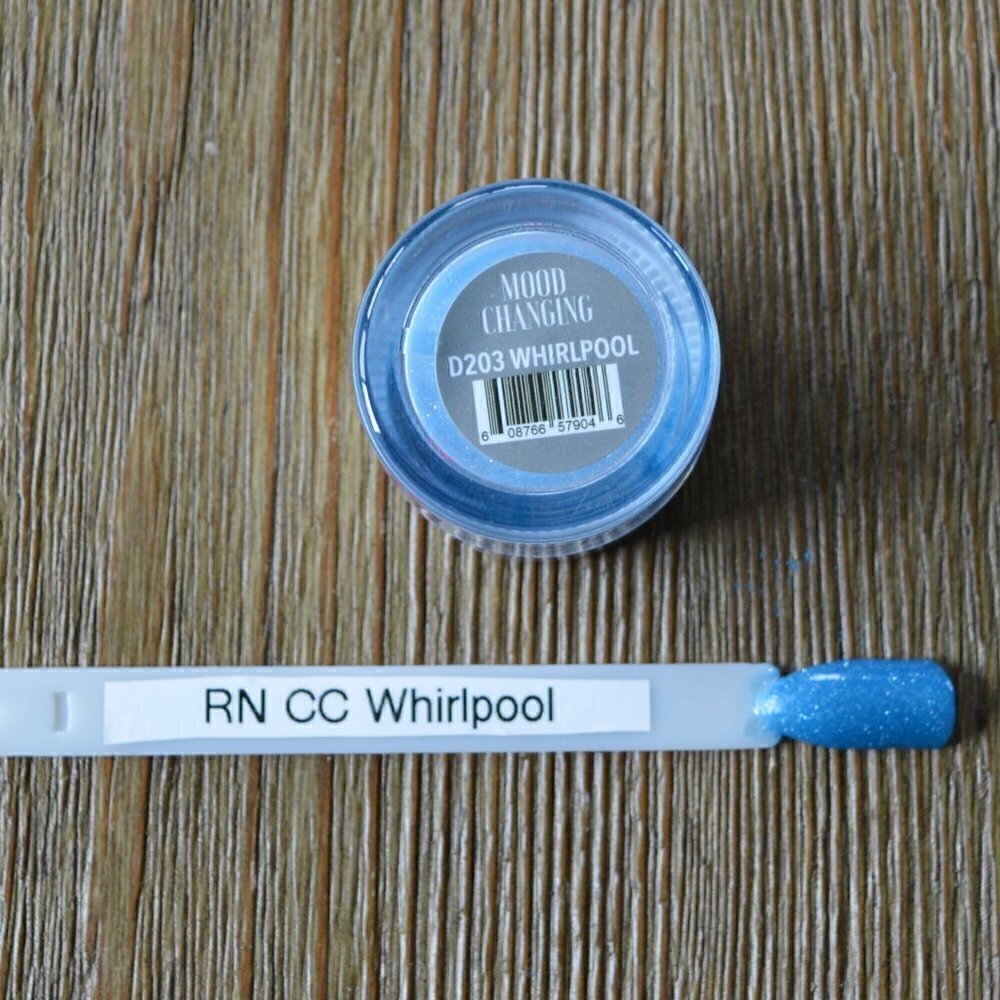 MOOD
CHANGING
D203 WHIRLPOOL
6 08766 57904 6
RN CC Whirlpool